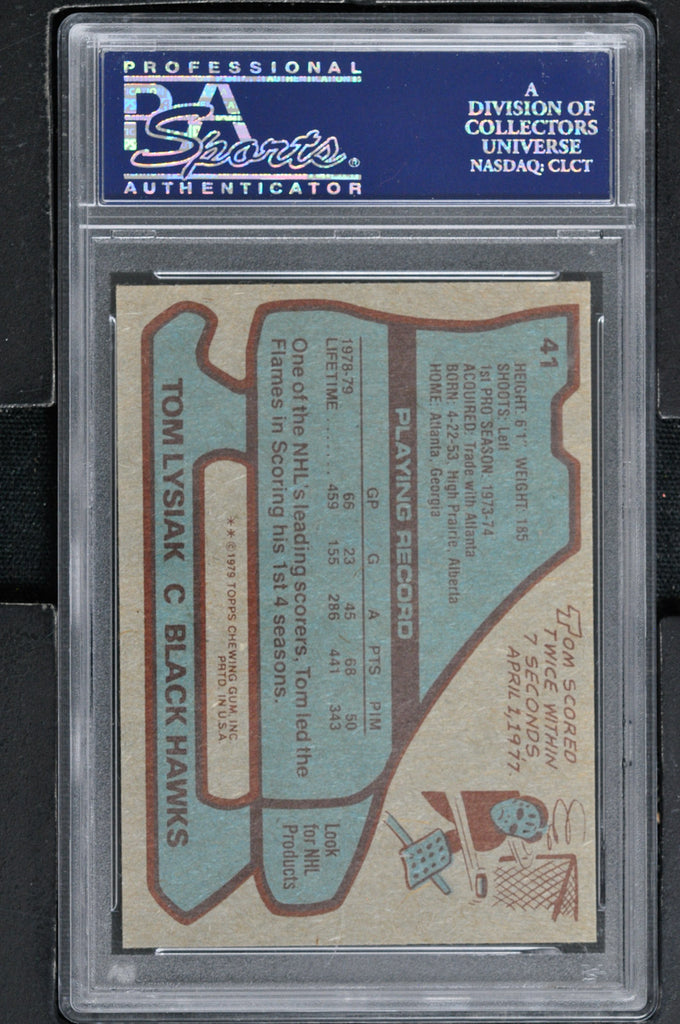 PROFESSIONAL
PSA
Sports®
AUTHENTICATOR
A
DIVISION OF
COLLECTORS
UNIVERSE
NASDAQ: CLCT
41
HEIGHT: 6'1" WEIGHT: 185
SHOOTS: Left
1st PRO SEASON: 1973-74
ACQUIRED: Trade with Atlanta
BORN: 4-22-53, High Prairie, Alberta
HOME: Atlanta, Georgia
TOM SCORED
TWICE WITHIN
7 SECONDS
APRIL 1, 1977.
PLAYING RECORD
GP G A PTS PIM
1978-79 66 23 45 68 50
LIFETIME........ 459 155 286 441 343
One of the NHL's leading scorers, Tom led the
Flames in Scoring his 1st 4 seasons.
Look
for NHL
Products
**©1979 TOPPS CHEWING GUM, INC.
PRTD. IN U.S.A.
TOM LYSIAK C BLACK HAWKS